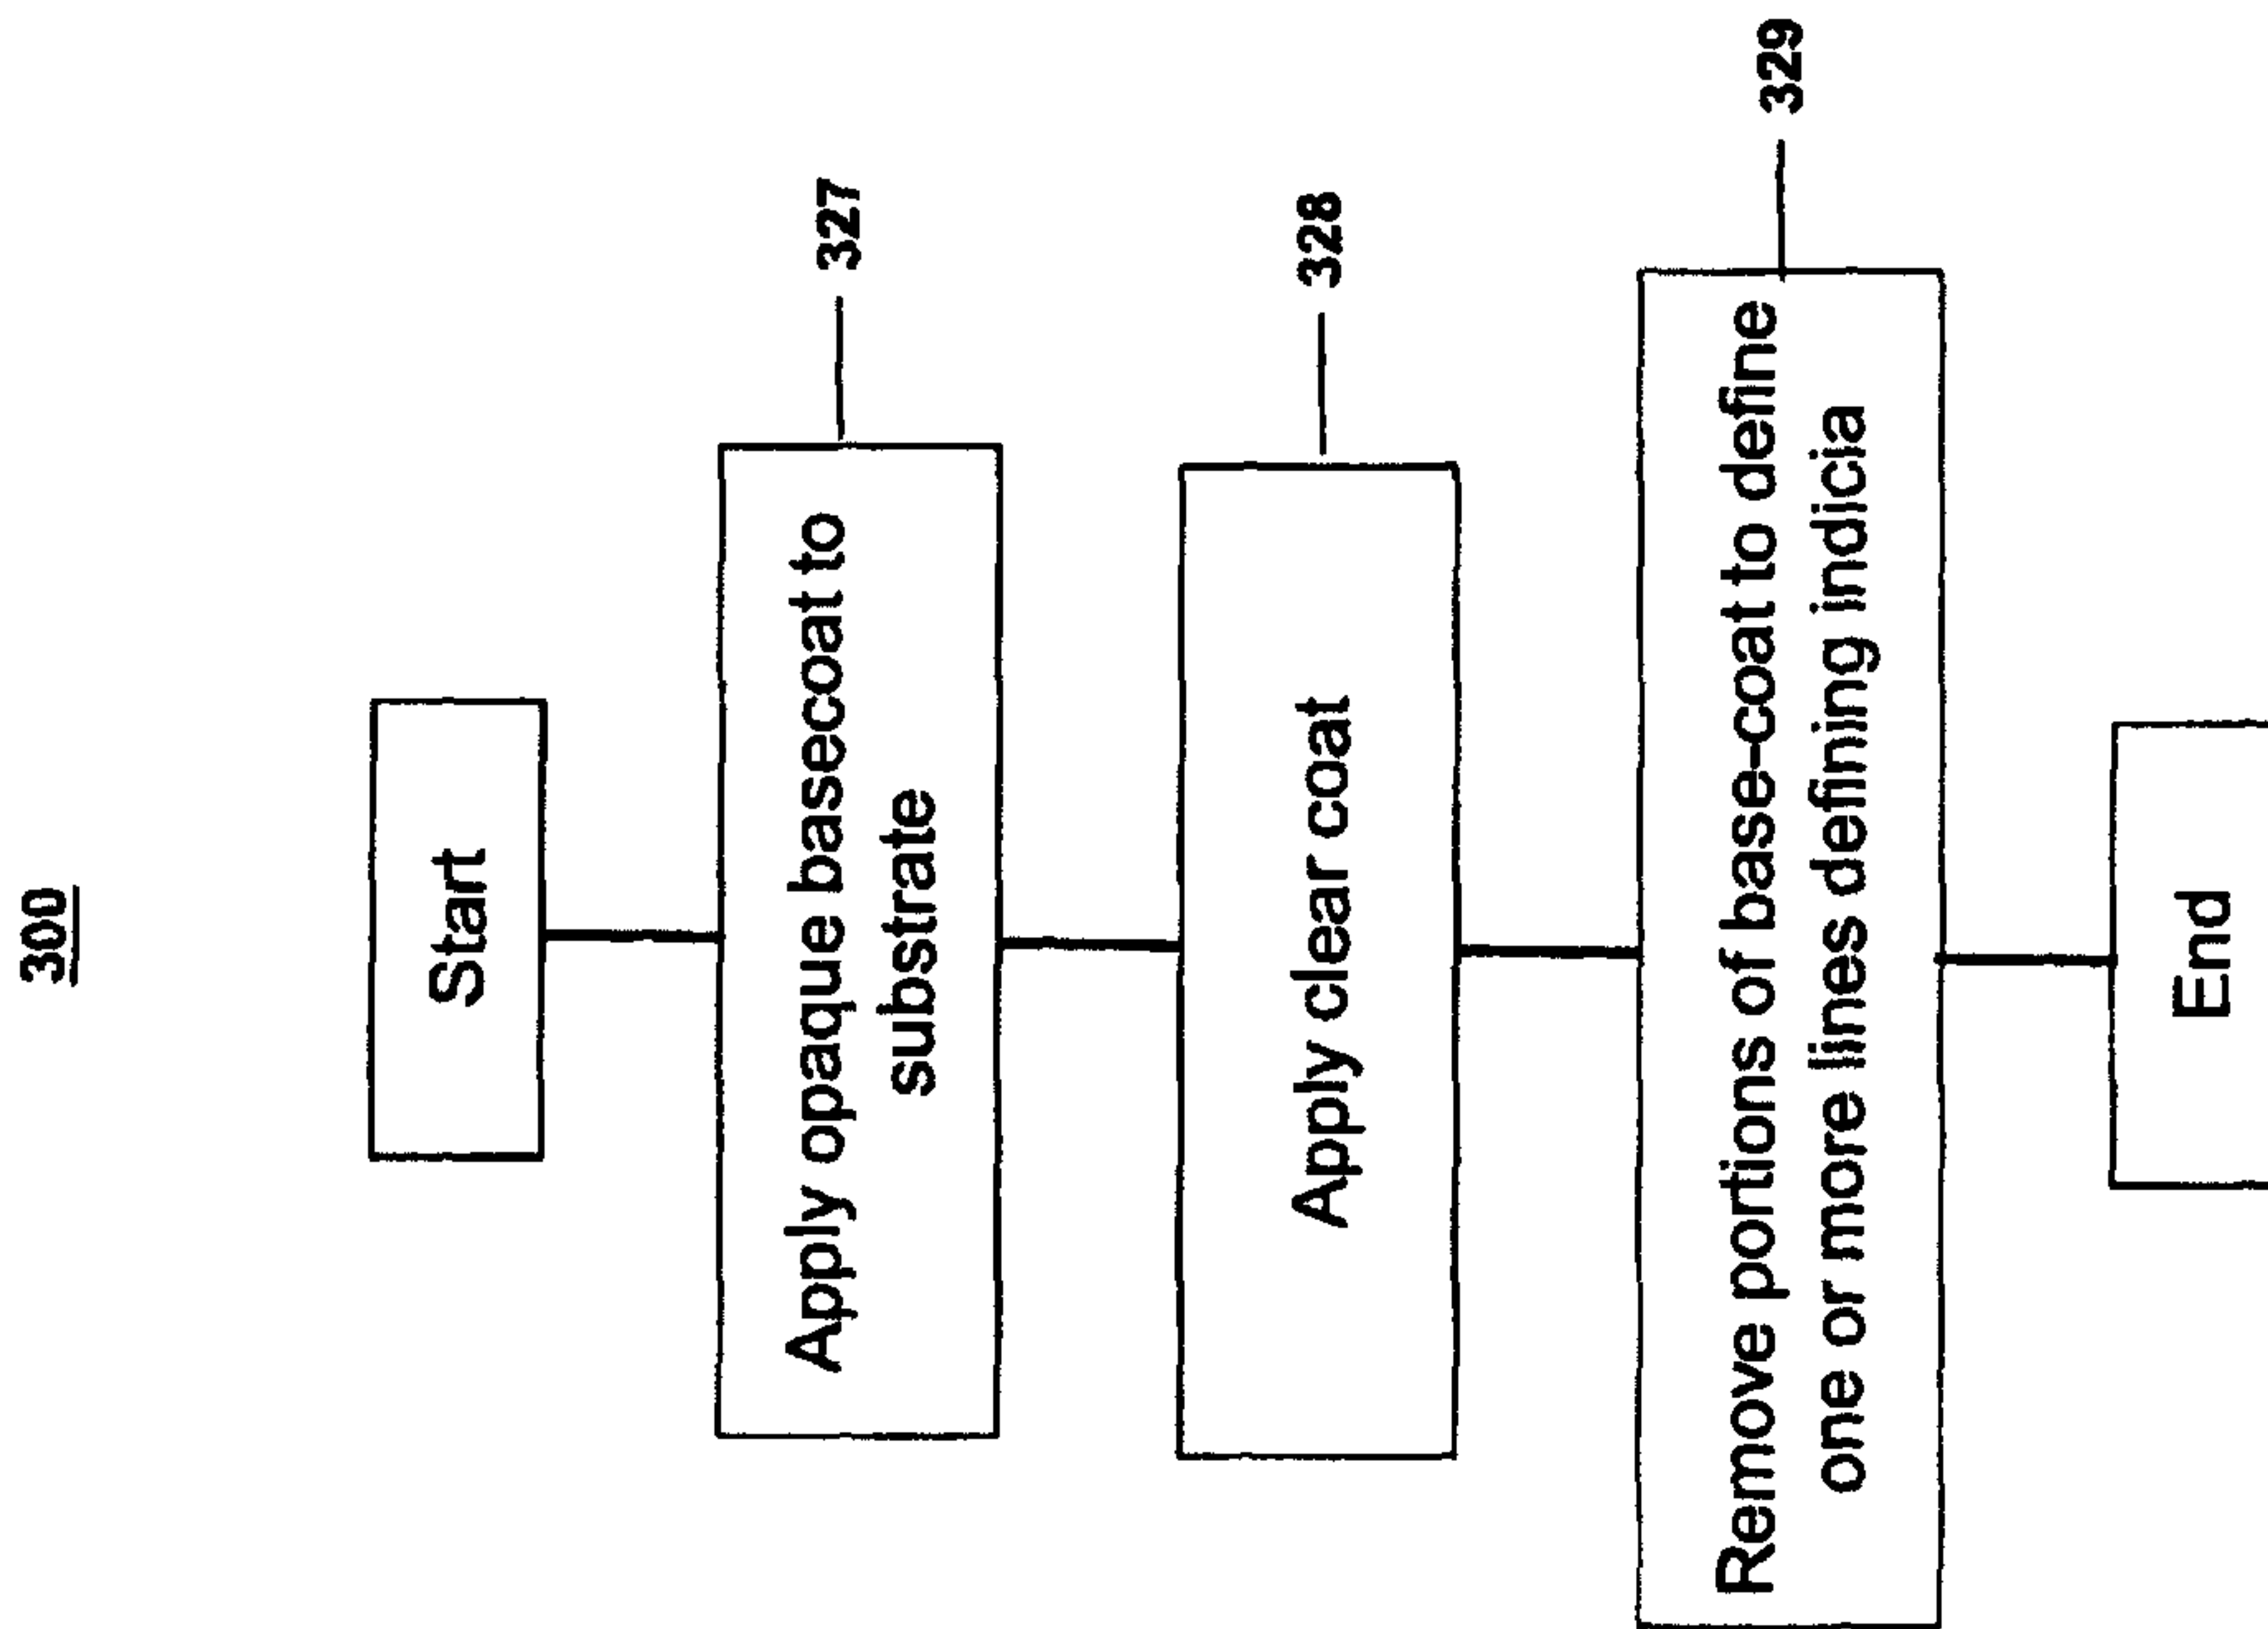 300
Start
Apply opaque basecoat to
substrate
327
Apply clear coat
328
Remove portions of base-coat to define
one or more lines defining indicia
329
End